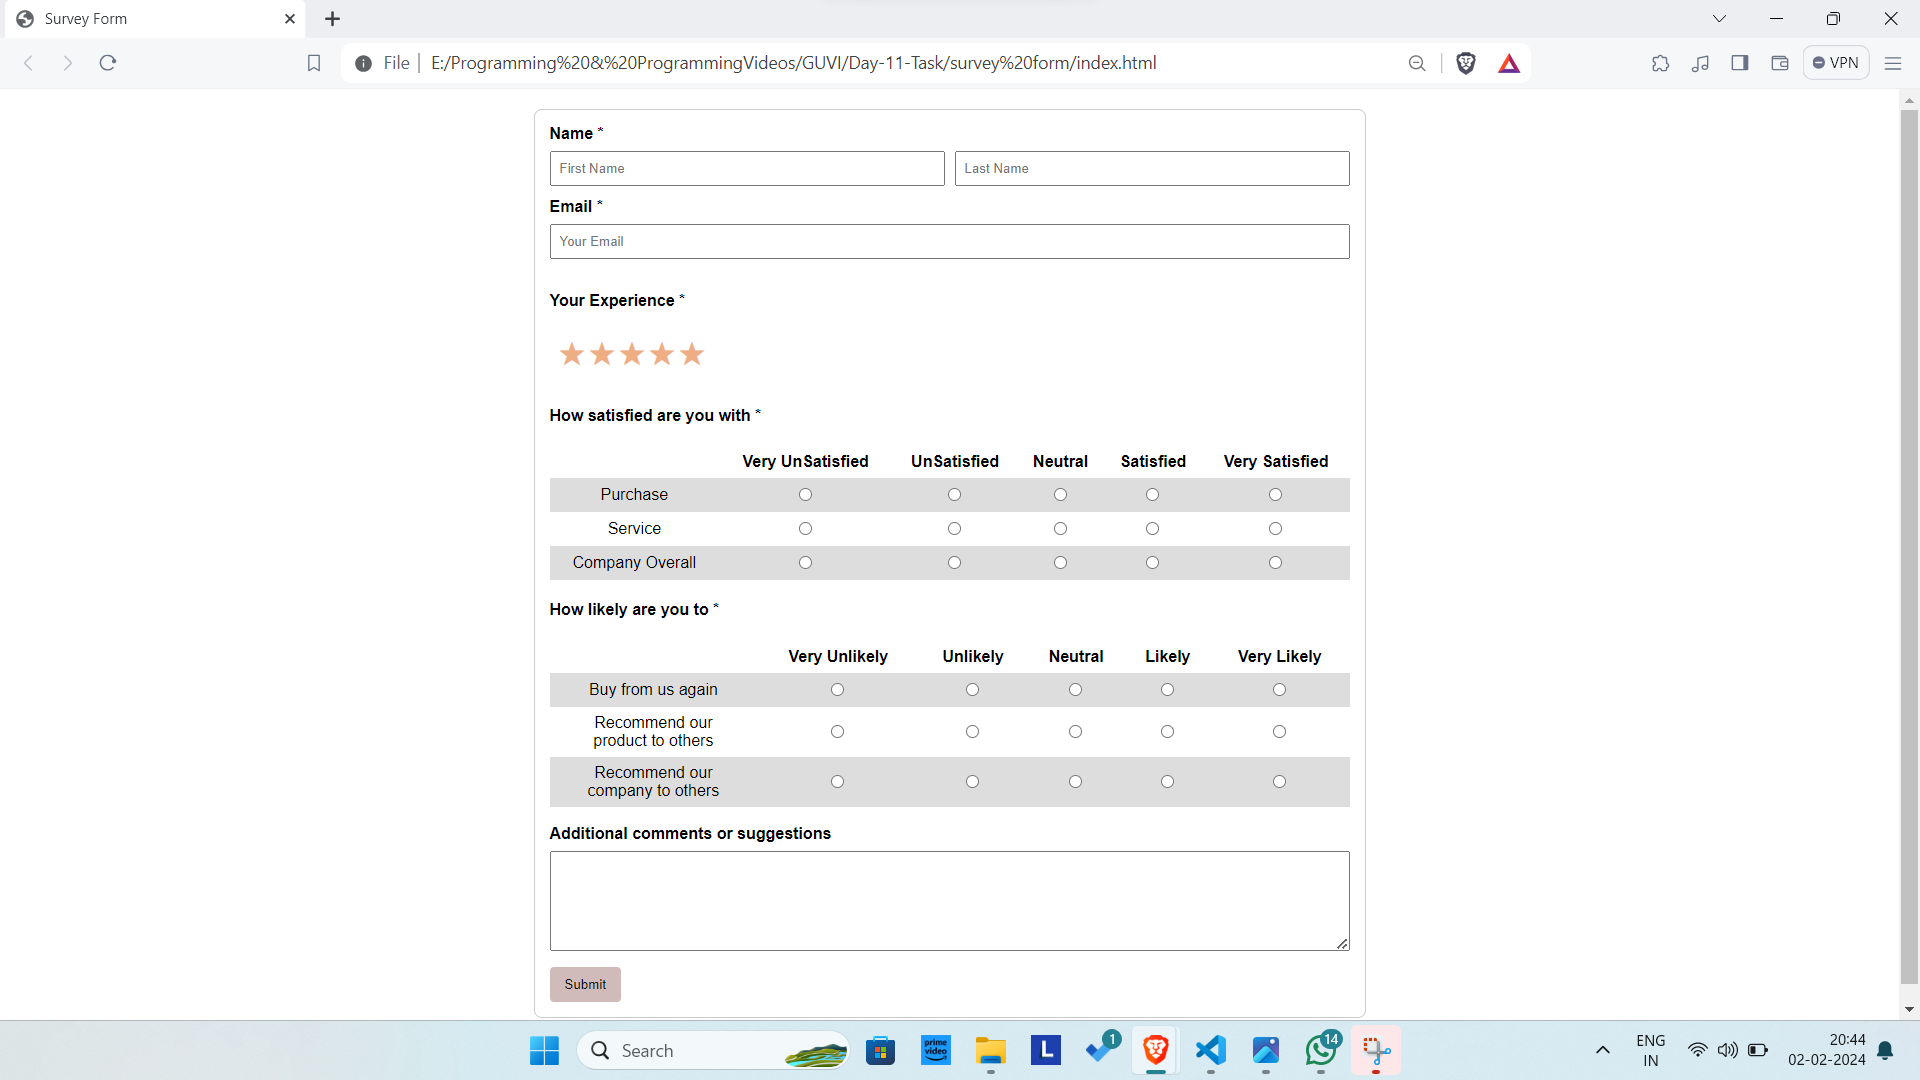 Survey Form
File
E:/Programming%20&%20ProgrammingVideos/GUVI/Day-11-Task/survey%20form/index.html
VPN
Name *
First Name
Last Name
Email *
Your Email
Your Experience *
How satisfied are you with *
Very UnSatisfied UnSatisfied Neutral Satisfied Very Satisfied
Purchase
Service
Company Overall
How likely are you to *
Very Unlikely Unlikely Neutral Likely Very Likely
Buy from us again
Recommend our
product to others
Recommend our
company to others
Additional comments or suggestions
Submit
Search
prime
video
L
1
14
ENG
IN
20:44
02-02-2024